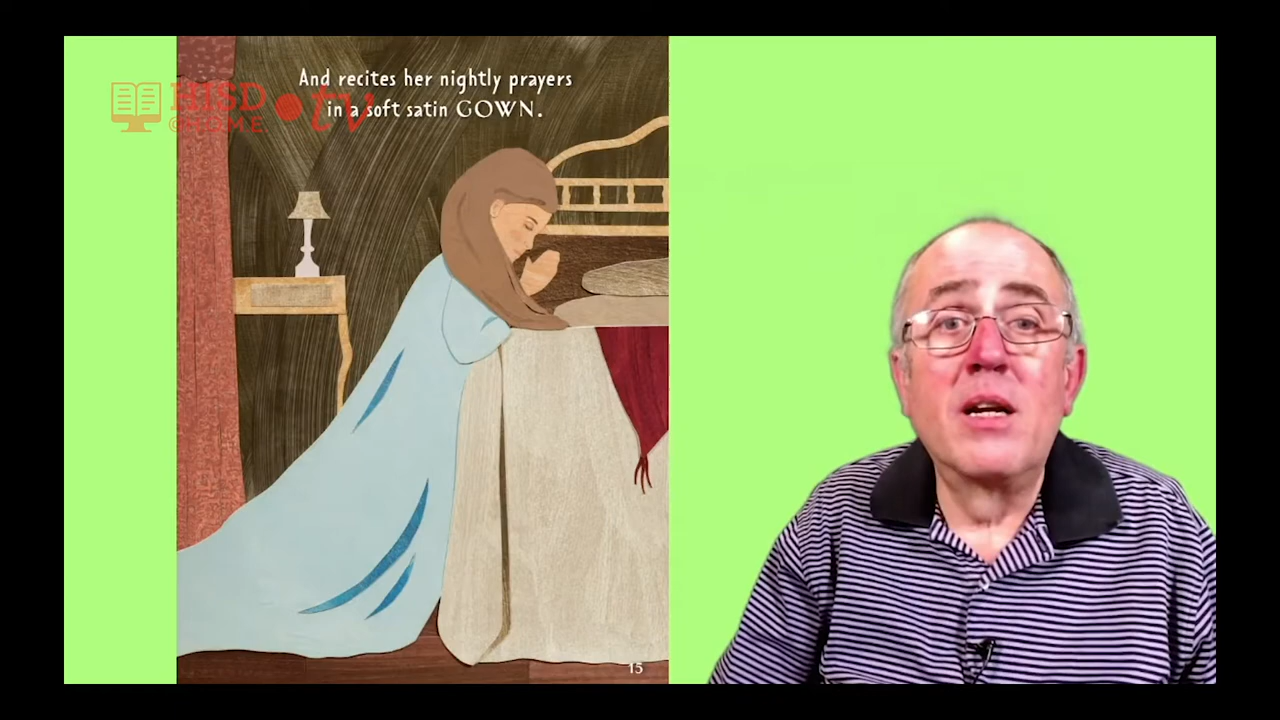 And recites her nightly prayers
in a soft satin GOWN.
HISD
@HOME
tv
15